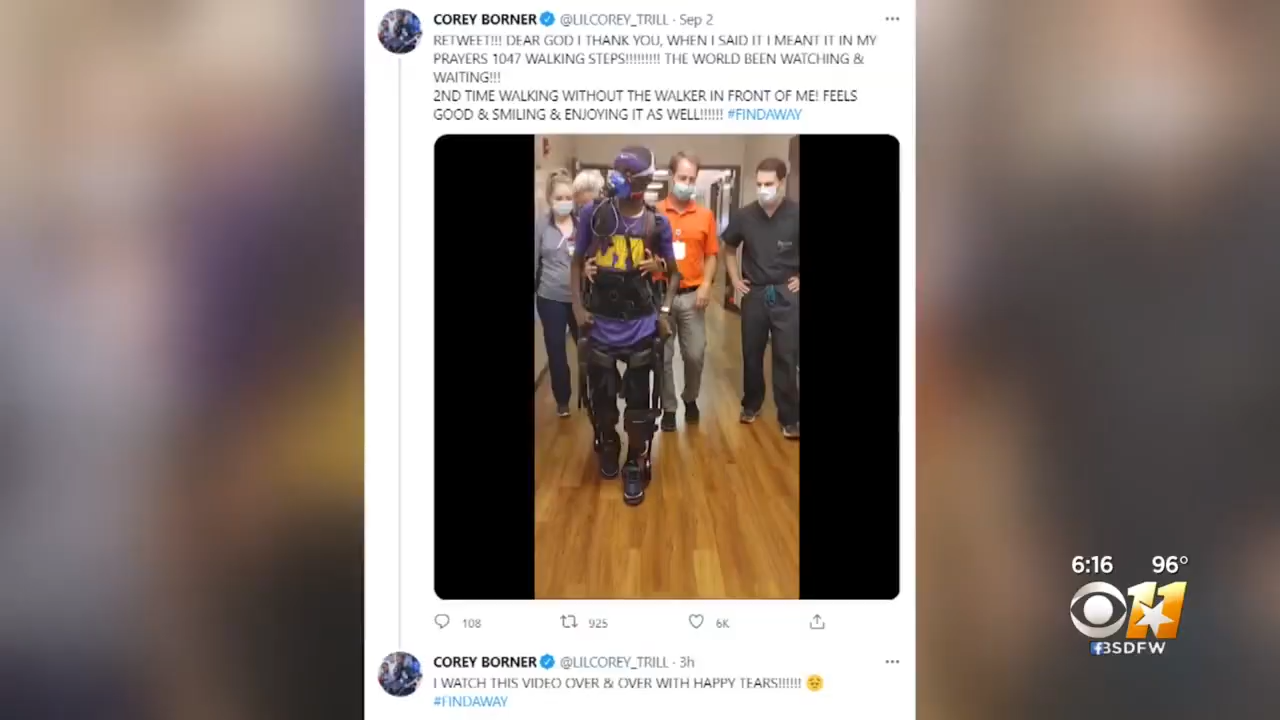 COREY BORNER @LILCOREY_TRILL · Sep 2
RETWEET!!! DEAR GOD I THANK YOU, WHEN I SAID IT I MEANT IT IN MY
PRAYERS 1047 WALKING STEPS!!!!!!!!! THE WORLD BEEN WATCHING &
WAITING!!!
2ND TIME WALKING WITHOUT THE WALKER IN FRONT OF ME! FEELS
GOOD & SMILING & ENJOYING IT AS WELL!!!!!! #FINDAWAY
108 925 6K
COREY BORNER @LILCOREY_TRILL · 3h
I WATCH THIS VIDEO OVER & OVER WITH HAPPY TEARS!!!!!! 😌
#FINDAWAY
6:16 96°
11